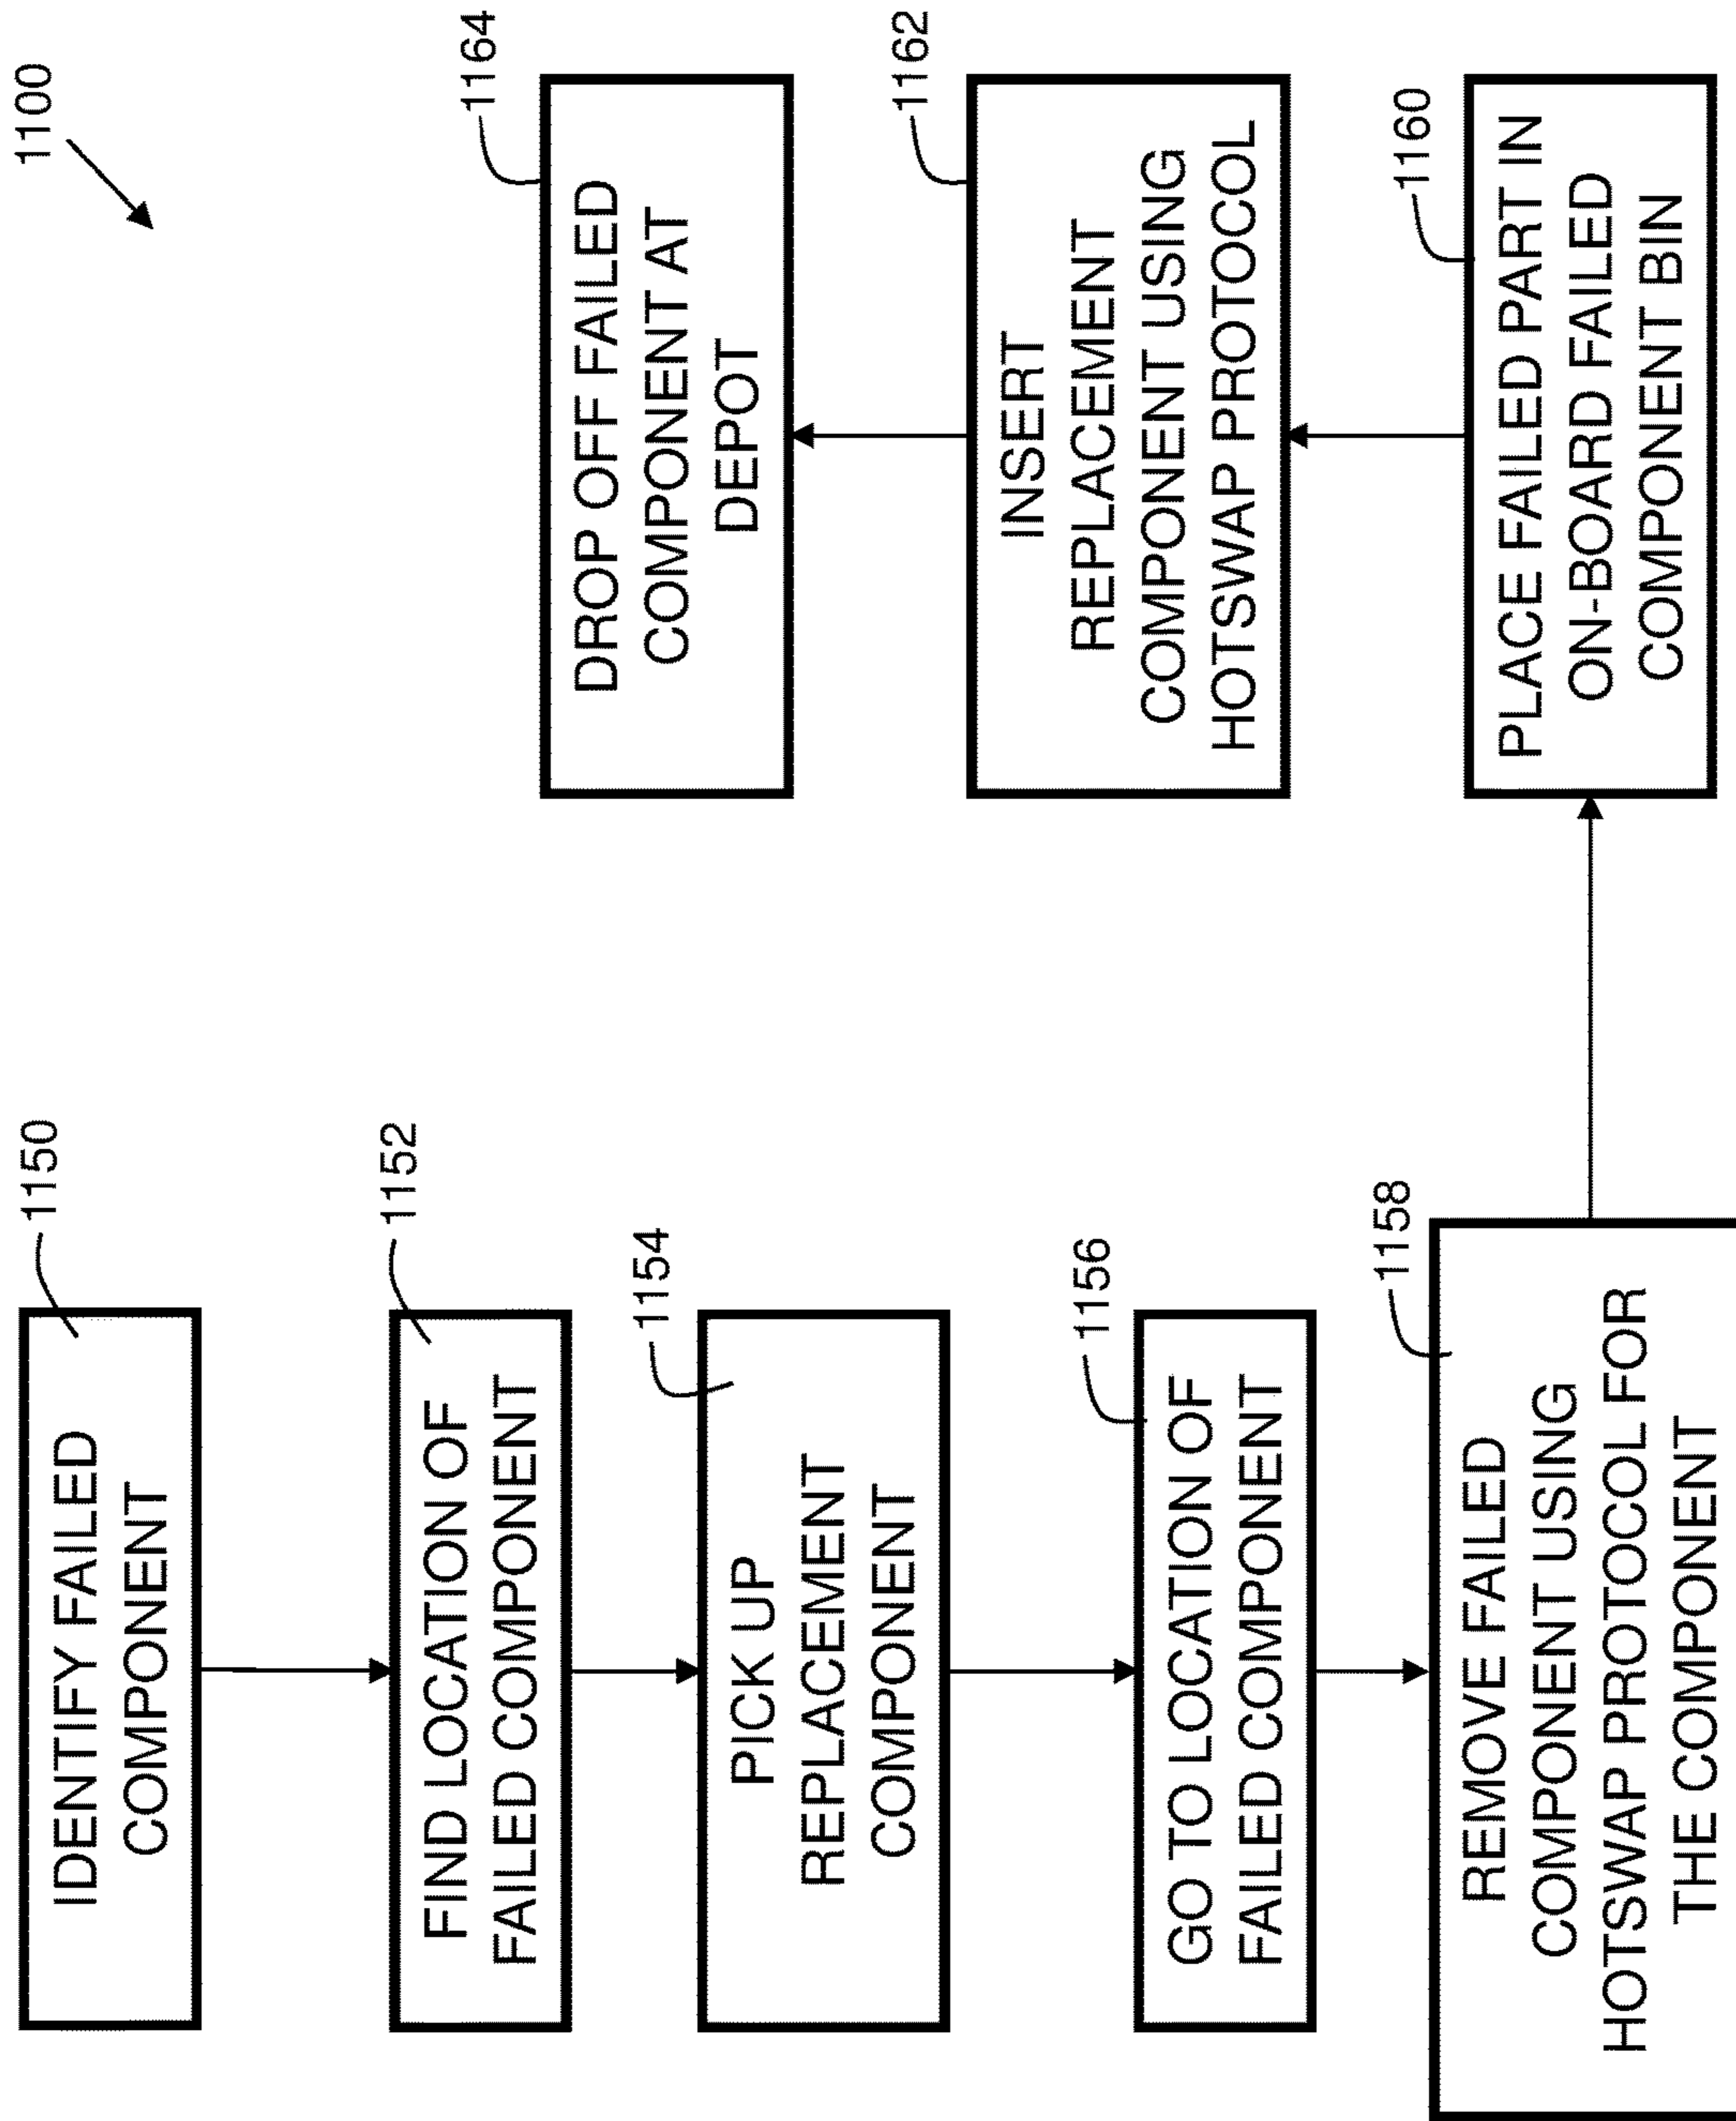 1100
1150
IDENTIFY FAILED
COMPONENT
1152
FIND LOCATION OF
FAILED COMPONENT
1154
PICK UP
REPLACEMENT
COMPONENT
1156
GO TO LOCATION OF
FAILED COMPONENT
1158
REMOVE FAILED
COMPONENT USING
HOTSWAP PROTOCOL FOR
THE COMPONENT
1160
PLACE FAILED PART IN
ON-BOARD FAILED
COMPONENT BIN
1162
INSERT
REPLACEMENT
COMPONENT USING
HOTSWAP PROTOCOL
1164
DROP OFF FAILED
COMPONENT AT
DEPOT